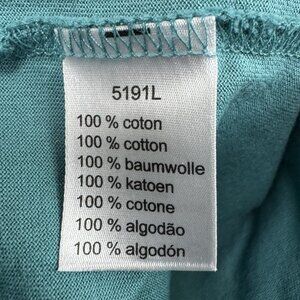 5191L
100 % coton
100 % cotton
100 % baumwolle
100 % katoen
100 % cotone
100 % algodão
100 % algodón